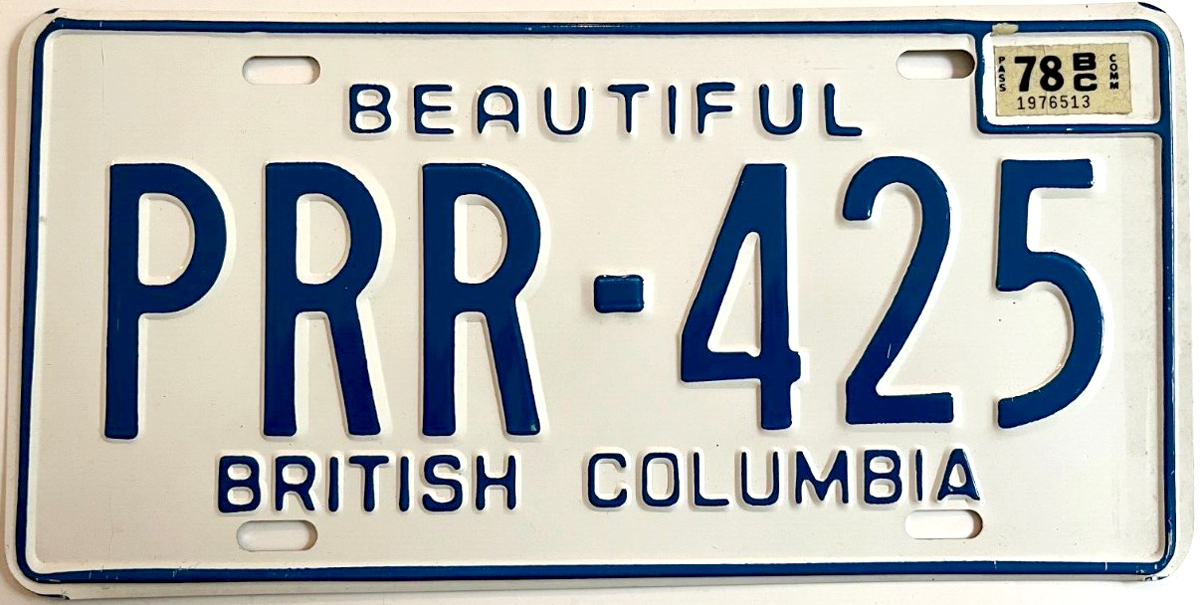 BEAUTIFUL
PASS 78 BC COMM
1976513
PRR-425
BRITISH COLUMBIA